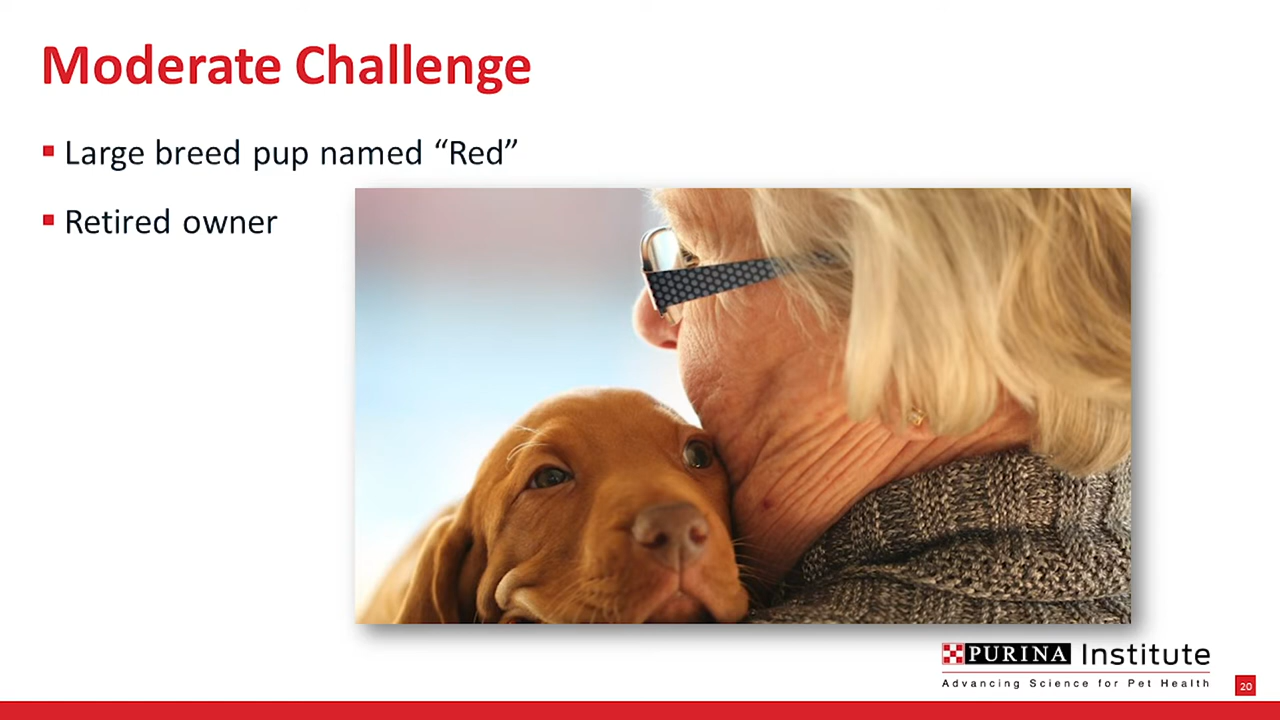 Moderate Challenge
Large breed pup named “Red”
Retired owner
PURINA Institute
Advancing Science for Pet Health
20